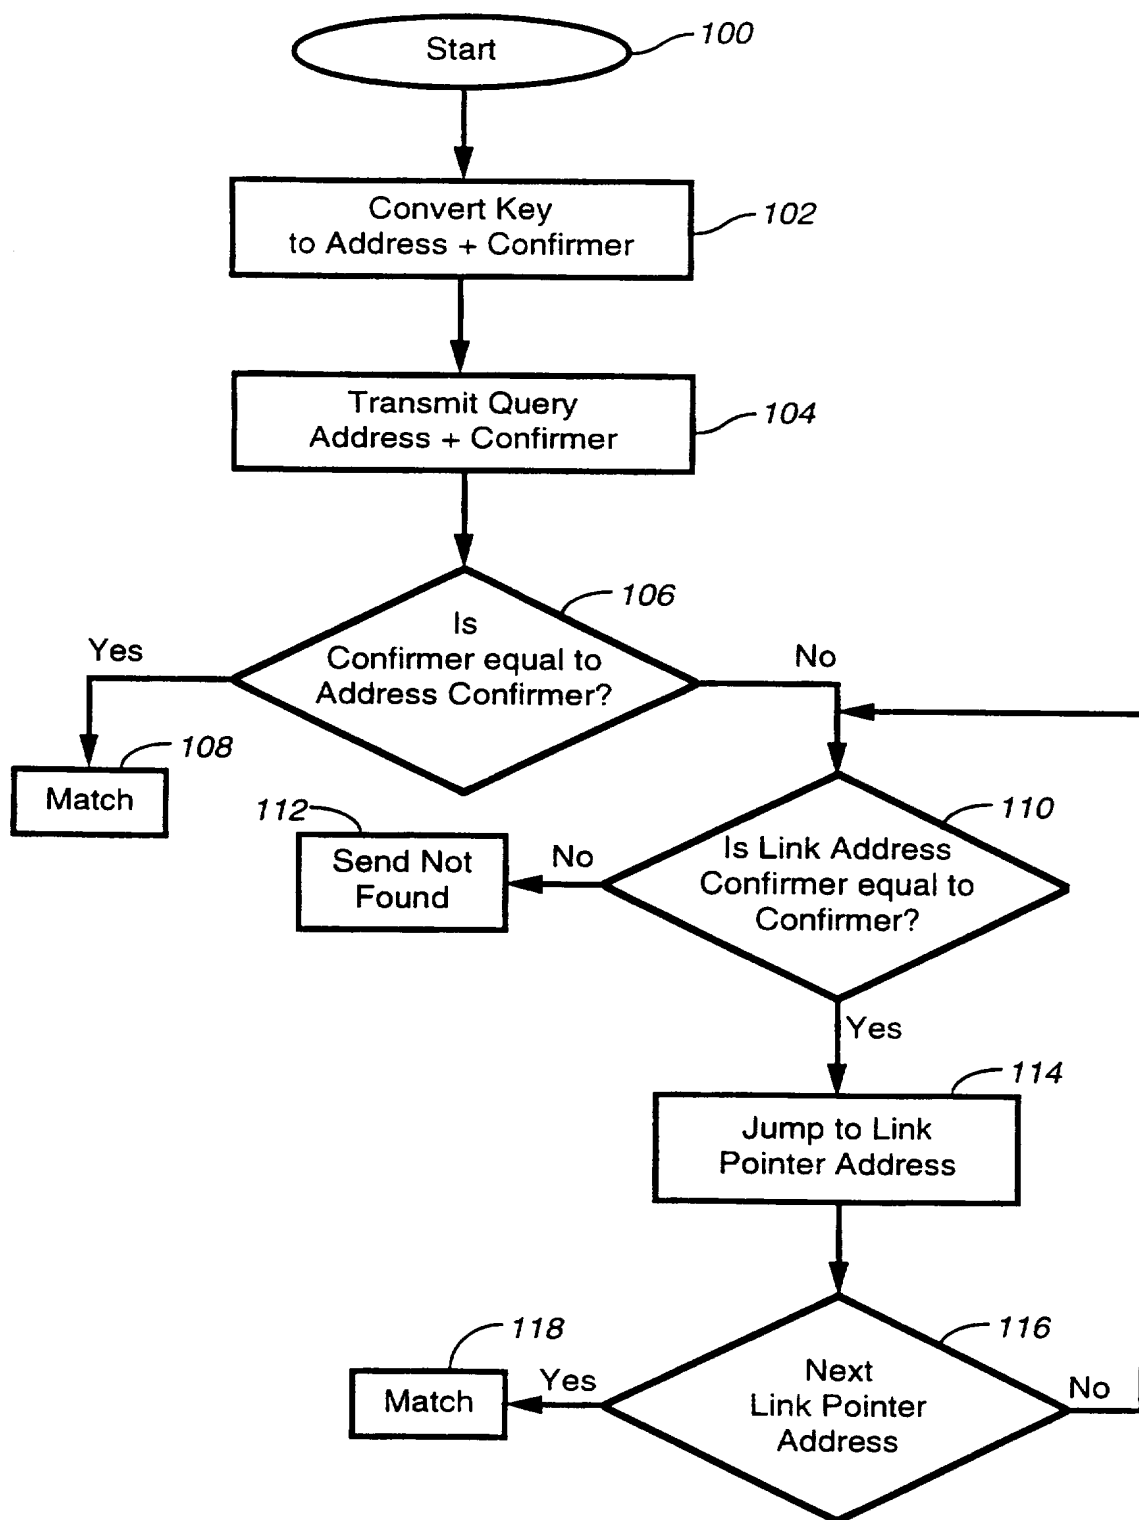 Start
100
Convert Key
to Address + Confirmer
102
Transmit Query
Address + Confirmer
104
106
Is
Confirmer equal to
Address Confirmer?
Yes
No
108
Match
112
Send Not
Found
No
110
Is Link Address
Confirmer equal to
Confirmer?
Yes
114
Jump to Link
Pointer Address
118
Match
Yes
116
Next
Link Pointer
Address
No